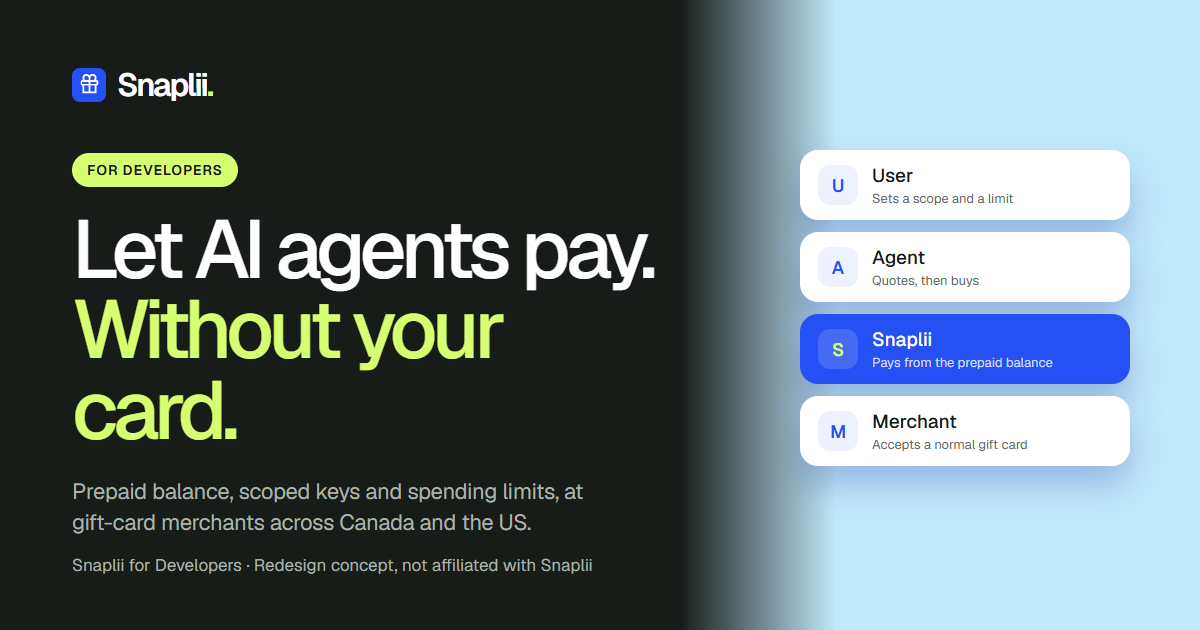 Snaplii.
FOR DEVELOPERS
Let AI agents pay.
Without your
card.
Prepaid balance, scoped keys and spending limits, at
gift-card merchants across Canada and the US.
Snaplii for Developers · Redesign concept, not affiliated with Snaplii
U
User
Sets a scope and a limit
A
Agent
Quotes, then buys
S
Snaplii
Pays from the prepaid balance
M
Merchant
Accepts a normal gift card